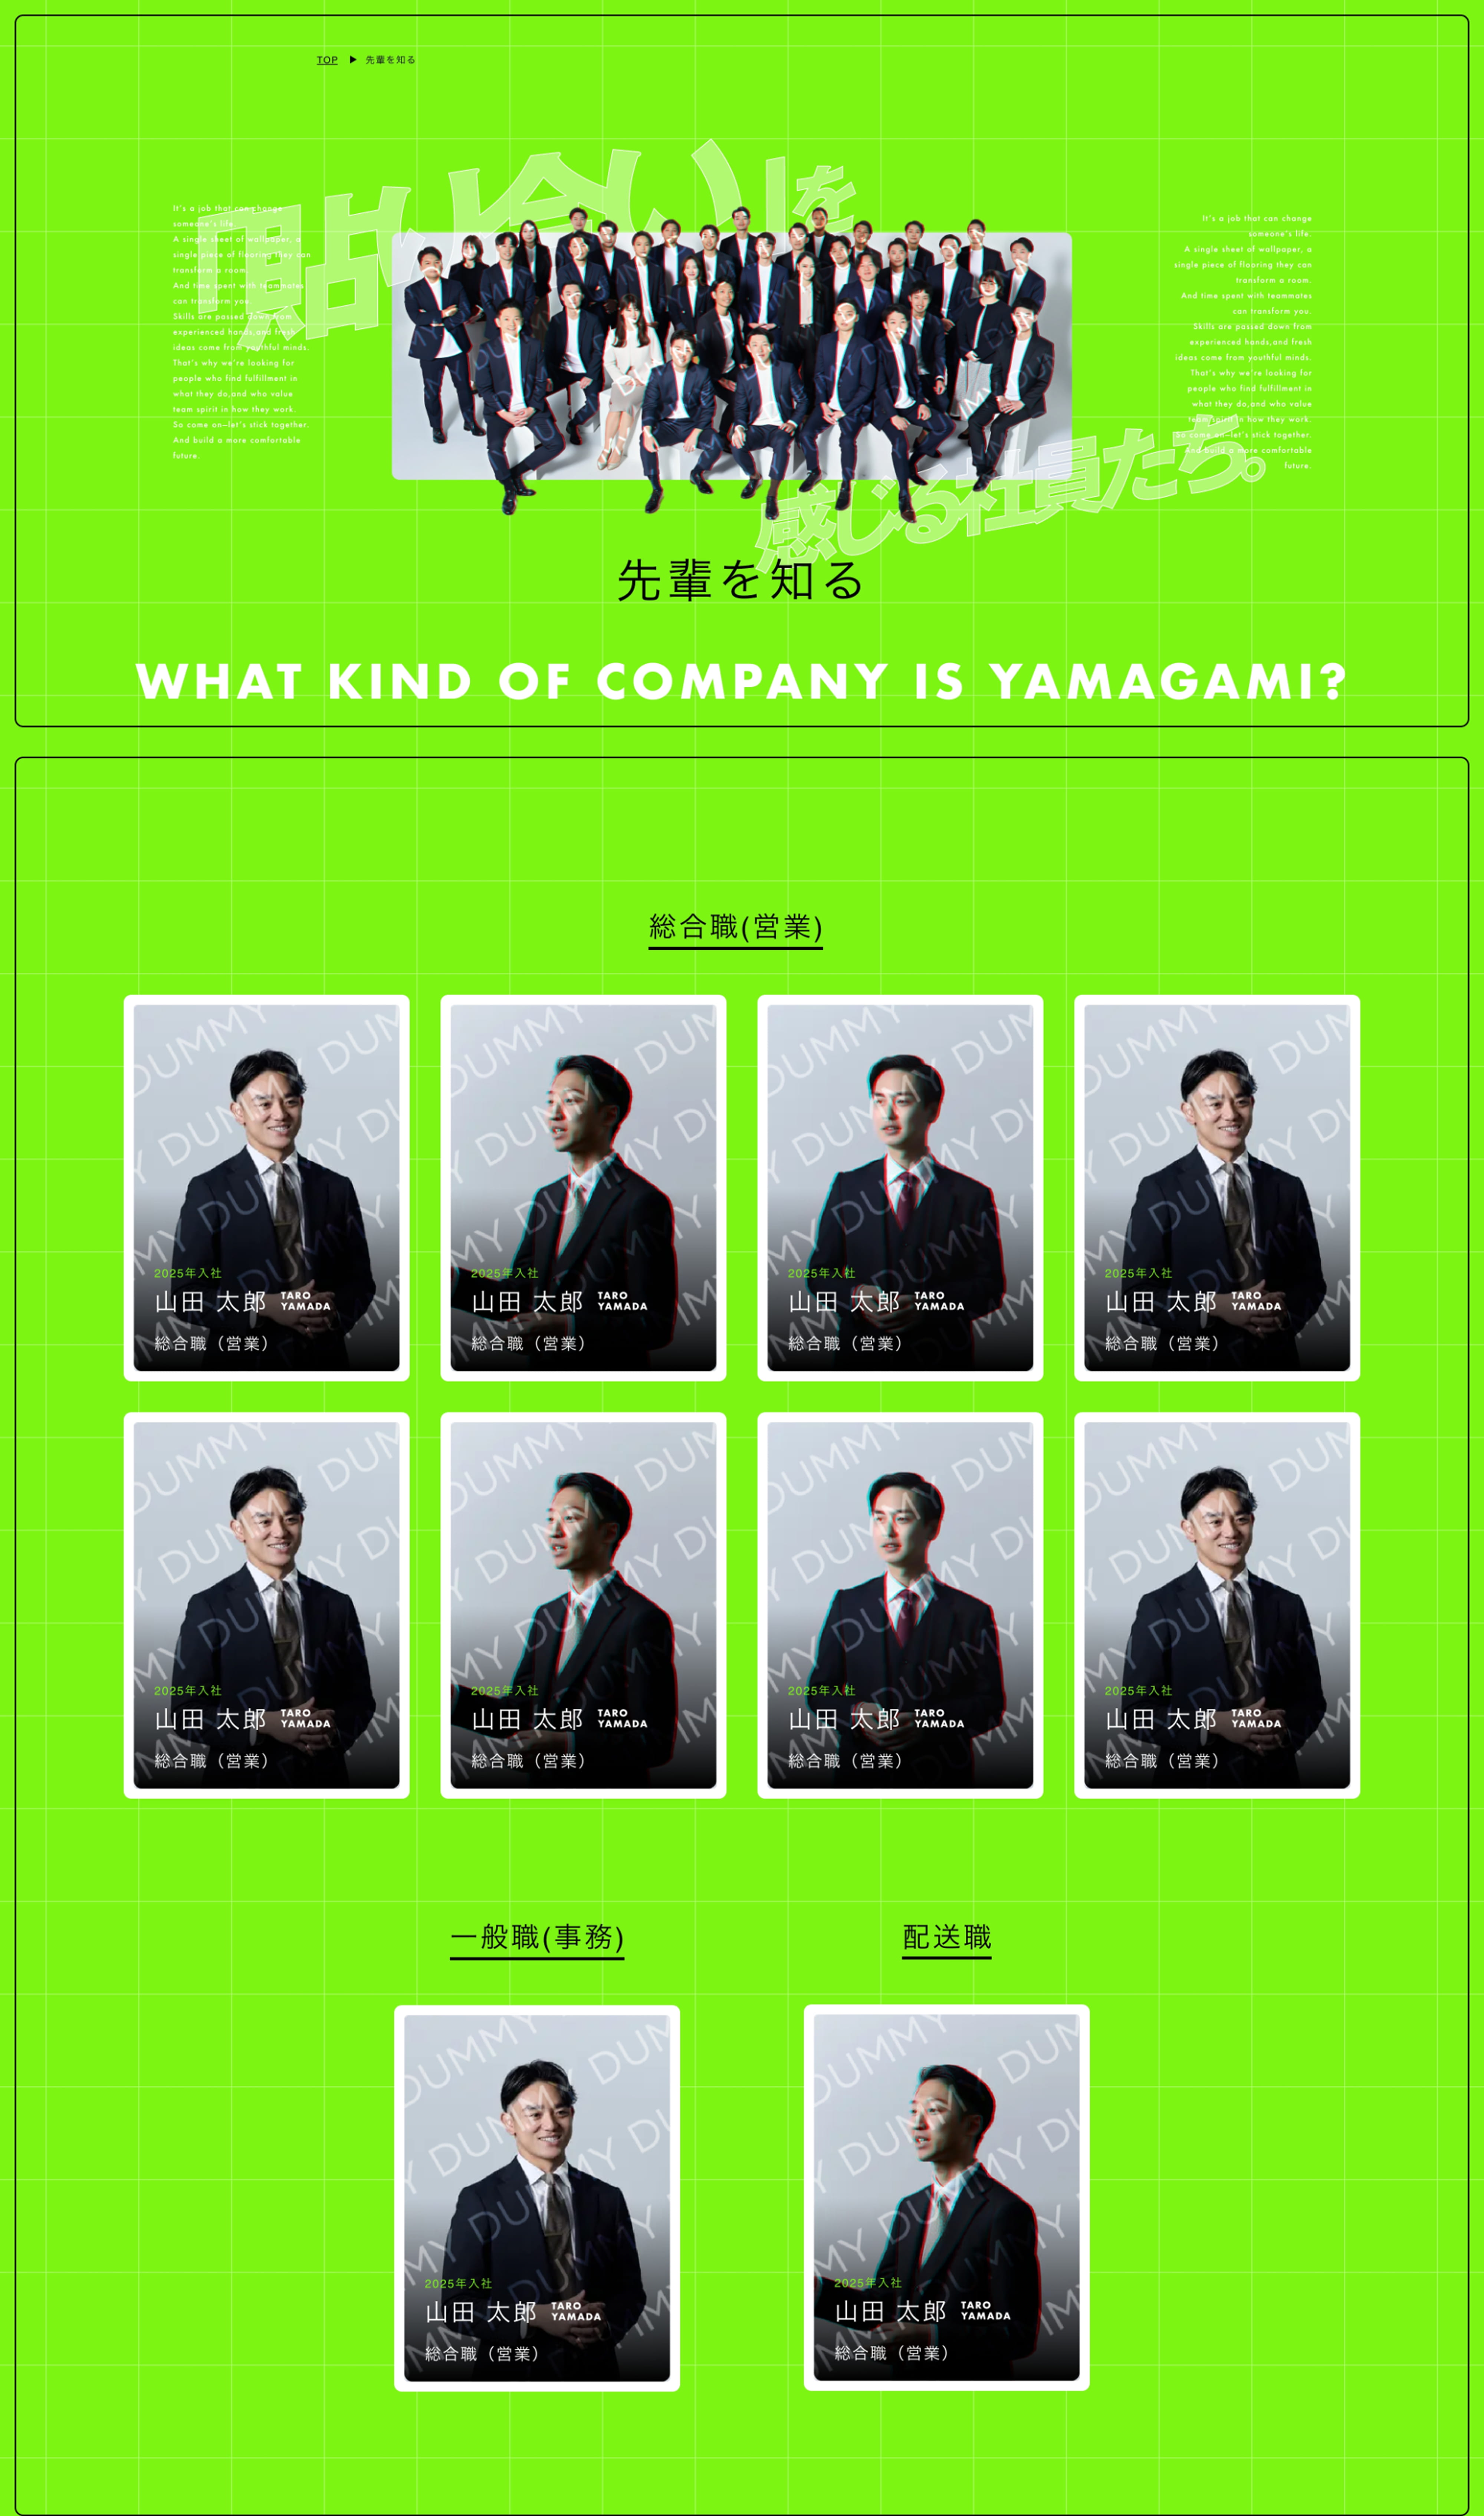 TOP ▶ 先輩を知る
貼り合いを
It's a job that can change
someone's life.
A single sheet of wallpaper, a
single piece of flooring they can
transform a room.
And time spent with teammates
can transform you.
Skills are passed down from
experienced hands,and fresh
ideas come from youthful minds.
That's why we're looking for
people who find fulfillment in
what they do,and who value
team spirit in how they work.
So come on—let's stick together.
And build a more comfortable
future.
It's a job that can change
someone's life.
A single sheet of wallpaper, a
single piece of flooring they can
transform a room.
And time spent with teammates
can transform you.
Skills are passed down from
experienced hands,and fresh
ideas come from youthful minds.
That's why we're looking for
people who find fulfillment in
what they do,and who value
team spirit in how they work.
So come on—let's stick together.
And build a more comfortable
future.
感じる社員たち。
先輩を知る
WHAT KIND OF COMPANY IS YAMAGAMI?
総合職(営業)
DUMMY
2025年入社
山田 太郎 TARO YAMADA
総合職（営業）
DUMMY
2025年入社
山田 太郎 TARO YAMADA
総合職（営業）
DUMMY
2025年入社
山田 太郎 TARO YAMADA
総合職（営業）
DUMMY
2025年入社
山田 太郎 TARO YAMADA
総合職（営業）
DUMMY
2025年入社
山田 太郎 TARO YAMADA
総合職（営業）
DUMMY
2025年入社
山田 太郎 TARO YAMADA
総合職（営業）
DUMMY
2025年入社
山田 太郎 TARO YAMADA
総合職（営業）
DUMMY
2025年入社
山田 太郎 TARO YAMADA
総合職（営業）
一般職(事務)
DUMMY
2025年入社
山田 太郎 TARO YAMADA
総合職（営業）
配送職
DUMMY
2025年入社
山田 太郎 TARO YAMADA
総合職（営業）